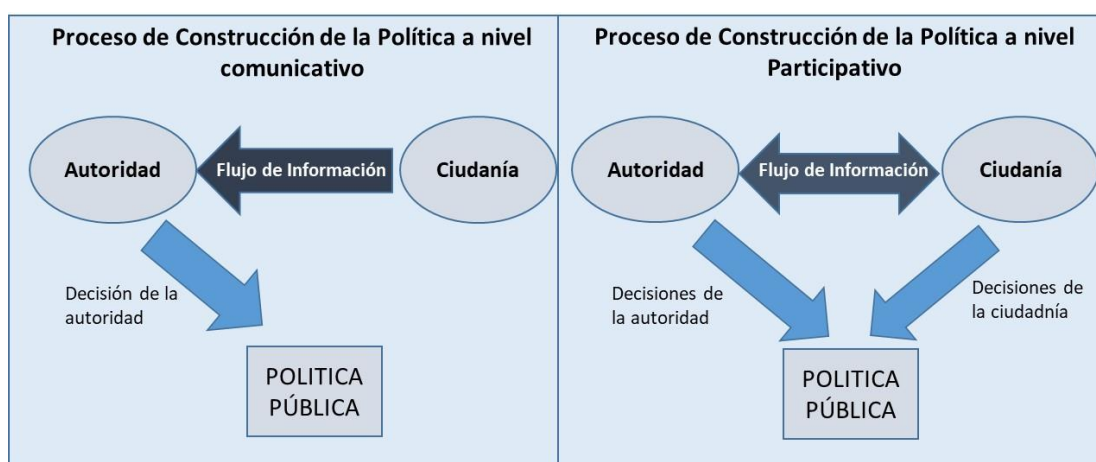 Proceso de Construcción de la Política a nivel
comunicativo
Autoridad
Flujo de Información
Ciudanía
Decisión de la
autoridad
POLITICA
PÚBLICA
Proceso de Construcción de la Política a nivel
Participativo
Autoridad
Flujo de Información
Ciudanía
Decisiones de
la autoridad
Decisiones de
la ciudadnía
POLITICA
PÚBLICA